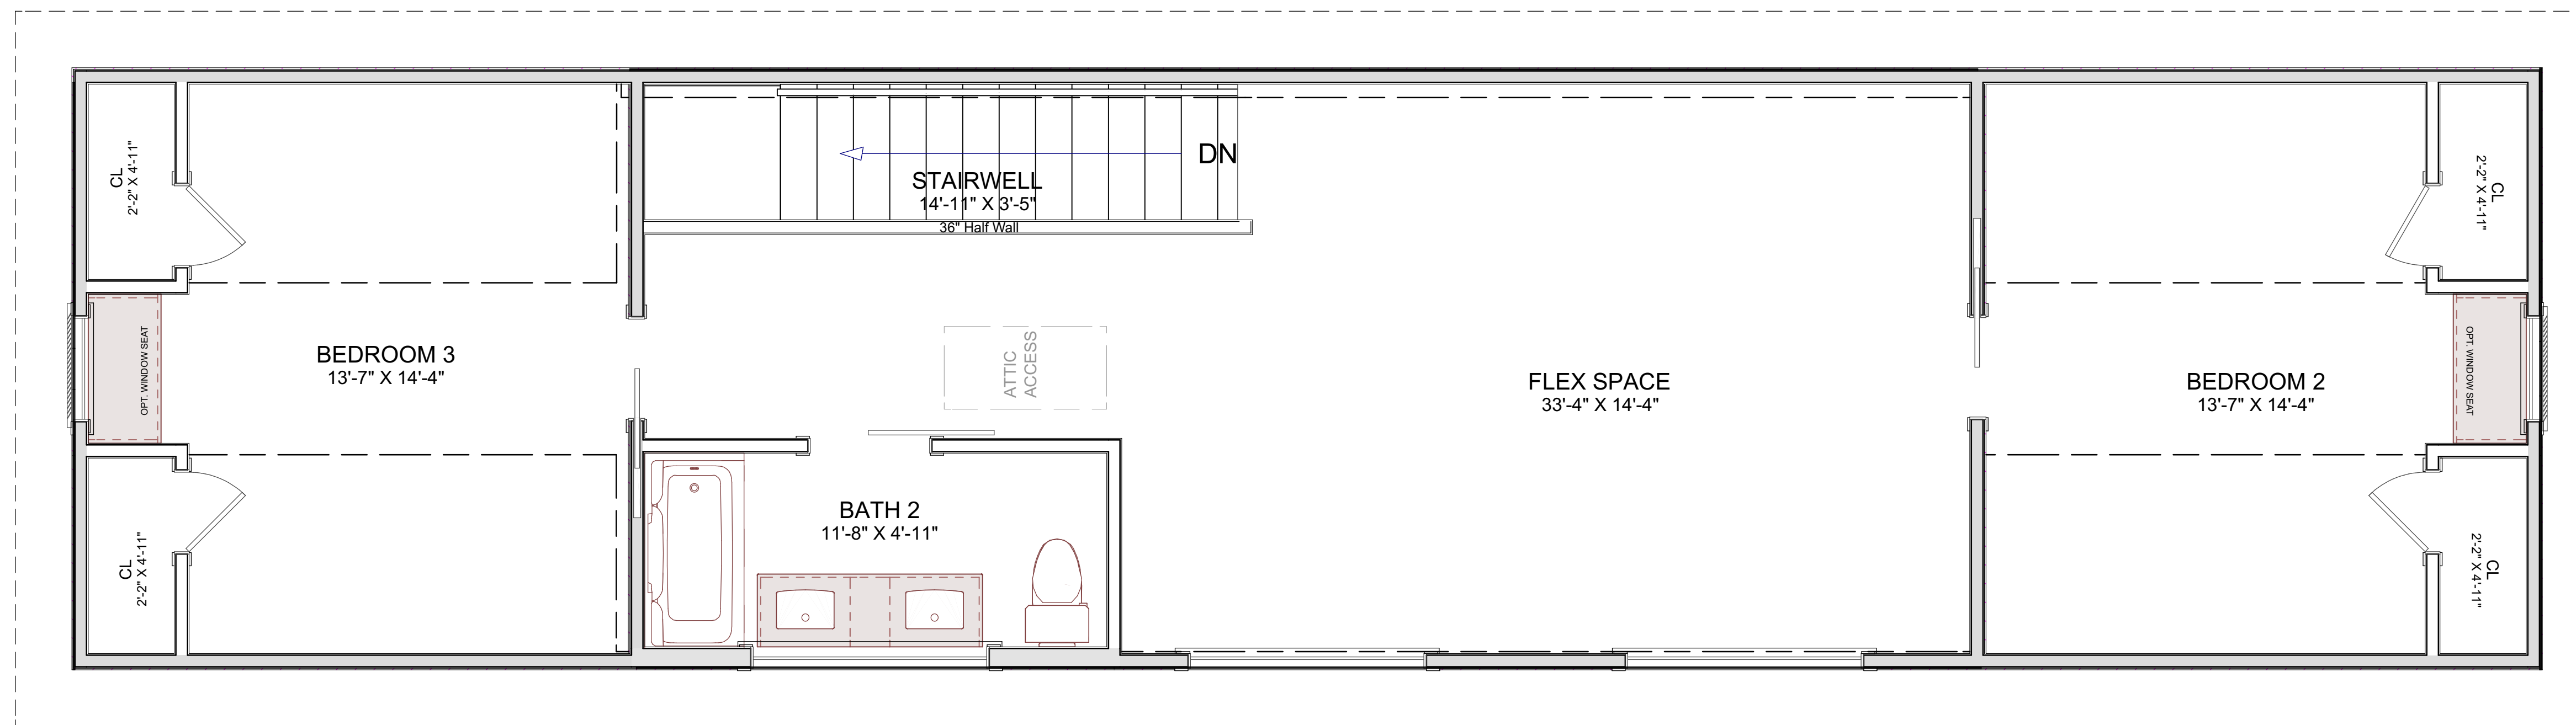 CL
2'-2" X 4'-11"
DN
STAIRWELL
14'-11" X 3'-5"
36" Half Wall
CL
2'-2" X 4'-11"
OPT. WINDOW SEAT
BEDROOM 3
13'-7" X 14'-4"
ATTIC
ACCESS
FLEX SPACE
33'-4" X 14'-4"
BEDROOM 2
13'-7" X 14'-4"
OPT. WINDOW SEAT
CL
2'-2" X 4'-11"
BATH 2
11'-8" X 4'-11"
CL
2'-2" X 4'-11"